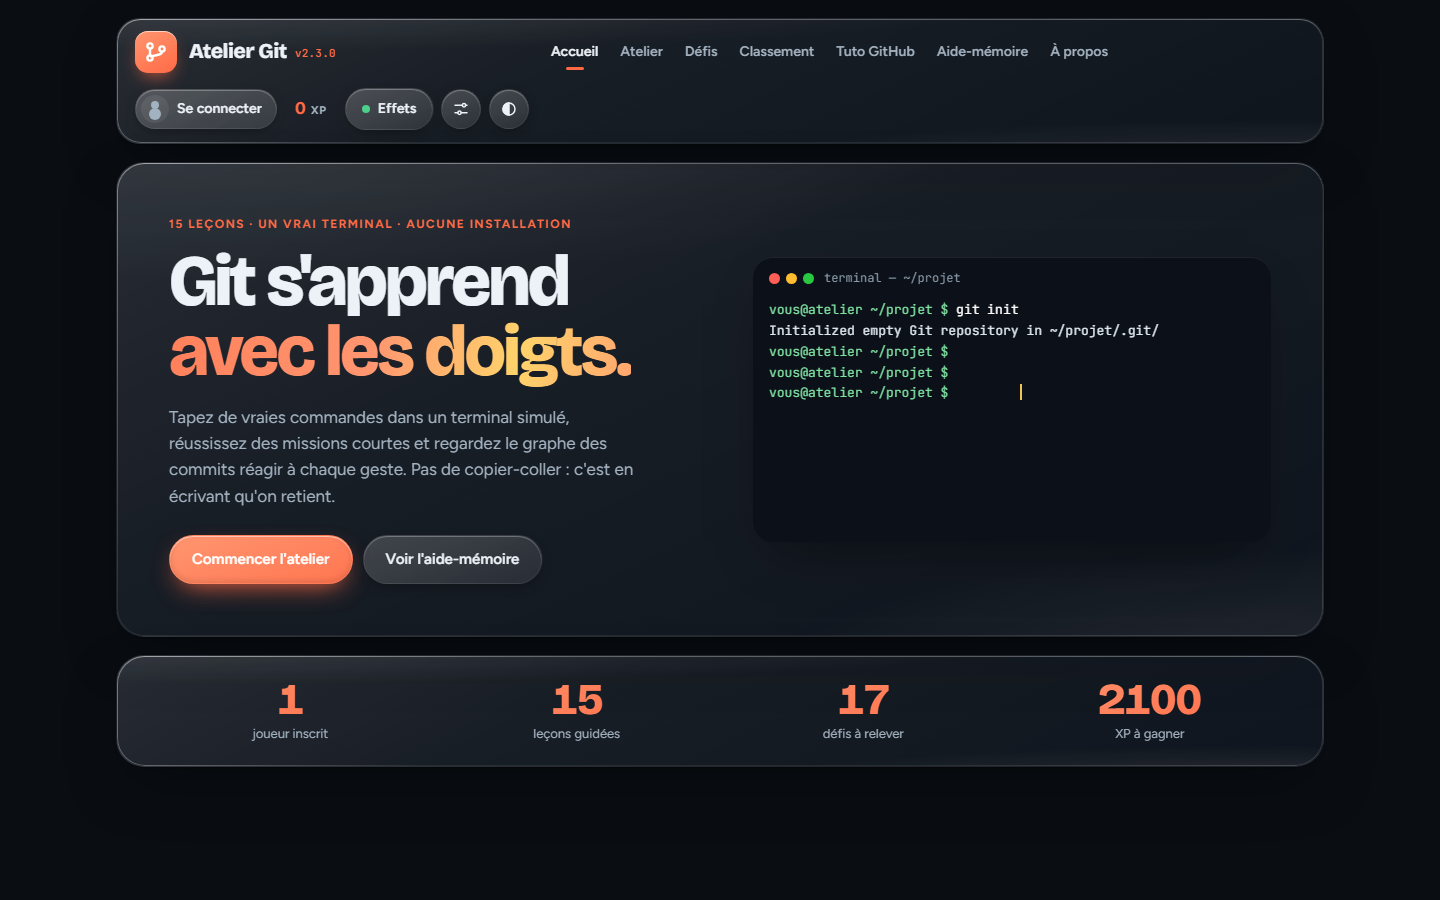 Atelier Git v2.3.0
Accueil Atelier Défis Classement Tuto GitHub Aide-mémoire À propos
Se connecter 0 XP Effets
15 LEÇONS · UN VRAI TERMINAL · AUCUNE INSTALLATION
Git s'apprend
avec les doigts.
Tapez de vraies commandes dans un terminal simulé,
réussissez des missions courtes et regardez le graphe des
commits réagir à chaque geste. Pas de copier-coller : c'est en
écrivant qu'on retient.
Commencer l'atelier Voir l'aide-mémoire
terminal — ~/projet
vous@atelier ~/projet $ git init
Initialized empty Git repository in ~/projet/.git/
vous@atelier ~/projet $
vous@atelier ~/projet $
vous@atelier ~/projet $
1 15 17 2100
joueur inscrit leçons guidées défis à relever XP à gagner